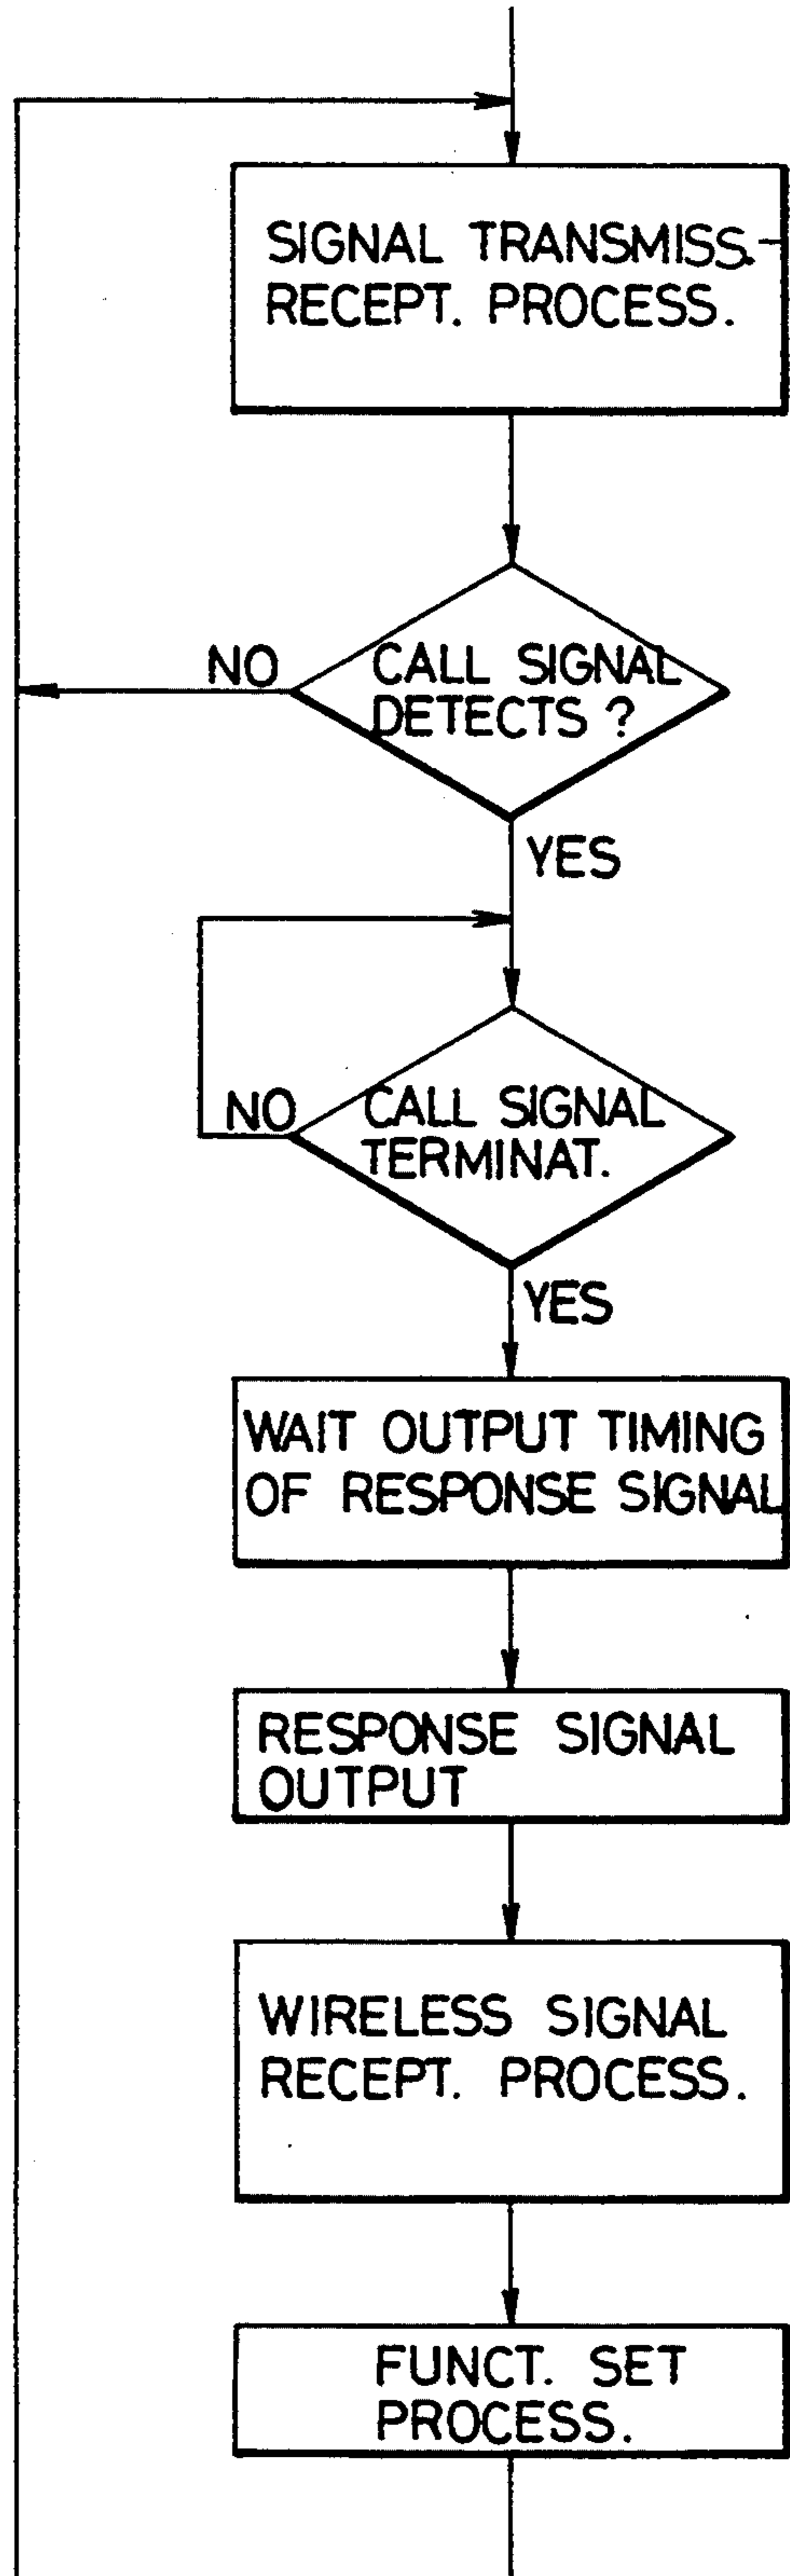 SIGNAL TRANSMISS.-
RECEPT. PROCESS.
NO
CALL SIGNAL
DETECTS ?
YES
NO
CALL SIGNAL
TERMINAT.
YES
WAIT OUTPUT TIMING
OF RESPONSE SIGNAL
RESPONSE SIGNAL
OUTPUT
WIRELESS SIGNAL
RECEPT. PROCESS.
FUNCT. SET
PROCESS.